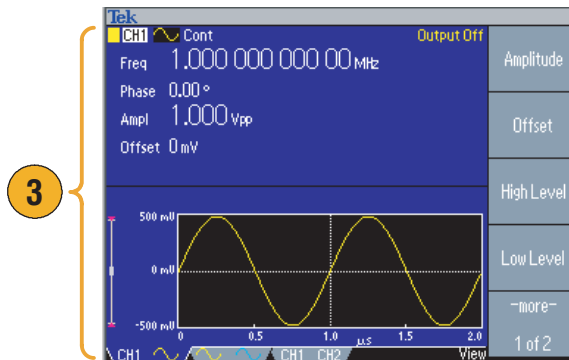 Tek
CH1 Cont Output Off
Freq 1.000 000 000 00 MHz
Phase 0.00 °
Ampl 1.000 Vpp
Offset 0 mV
Amplitude
Offset
High Level
Low Level
-more-
1 of 2
3
500 mV
0 mV
-500 mV
0 0.5 1.0 1.5 2.0
µs
CH1 CH1 CH2 View